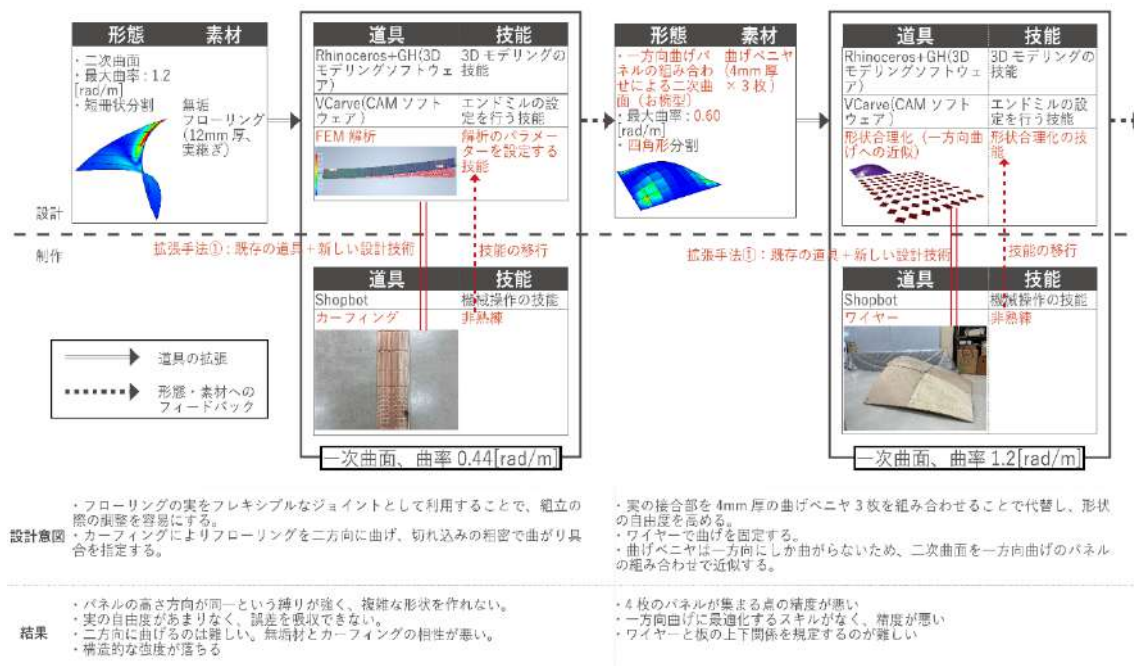 形態 素材
・二次曲面
・最大曲率：1.2
[rad/m]
・短冊状分割
無垢
フローリング
(12mm 厚、
実継ぎ)
道具 技能
Rhinoceros+GH(3D
モデリングソフトウェ
ア)
3D モデリングの
技能
VCarve(CAM ソフト
ウェア)
エンドミルの設
定を行う技能
FEM 解析
解析のパラメー
ターを設定する
技能
形態 素材
・一方向曲げパ
ネルの組み合わ
せによる二次曲
面（お椀型）
・最大曲率：0.60
[rad/m]
・四角形分割
曲げベニヤ
(4mm 厚
× 3 枚)
道具 技能
Rhinoceros+GH(3D
モデリングソフトウェ
ア)
3D モデリングの
技能
VCarve(CAM ソフト
ウェア)
エンドミルの設
定を行う技能
形状合理化（一方向曲
げへの近似）
形状合理化の技
能
設計
制作
拡張手法①：既存の道具＋新しい設計技術
技能の移行
拡張手法①：既存の道具＋新しい設計技術
技能の移行
道具 技能
Shopbot 機械操作の技能
カーフィング 非熟練
道具 技能
Shopbot 機械操作の技能
ワイヤー 非熟練
道具の拡張
形態・素材への
フィードバック
一次曲面、曲率 0.44[rad/m]
一次曲面、曲率 1.2[rad/m]
設計意図
・フローリングの実をフレキシブルなジョイントとして利用することで、組立の
際の調整を容易にする。
・カーフィングによりフローリングを二方向に曲げ、切れ込みの粗密で曲がり具
合を指定する。
・実の接合部を 4mm 厚の曲げベニヤ 3 枚を組み合わせることで代替し、形状
の自由度を高める。
・ワイヤーで曲げを固定する。
・曲げベニヤは一方向にしか曲がらないため、二次曲面を一方向曲げのパネル
の組み合わせで近似する。
結果
・パネルの高さ方向が同一という縛りが強く、複雑な形状を作れない。
・実の自由度があまりなく、誤差を吸収できない。
・二方向に曲げるのは難しい。無垢材とカーフィングの相性が悪い。
・構造的な強度が落ちる
・4 枚のパネルが集まる点の精度が悪い
・一方向曲げに最適化するスキルがなく、精度が悪い
・ワイヤーと板の上下関係を規定するのが難しい